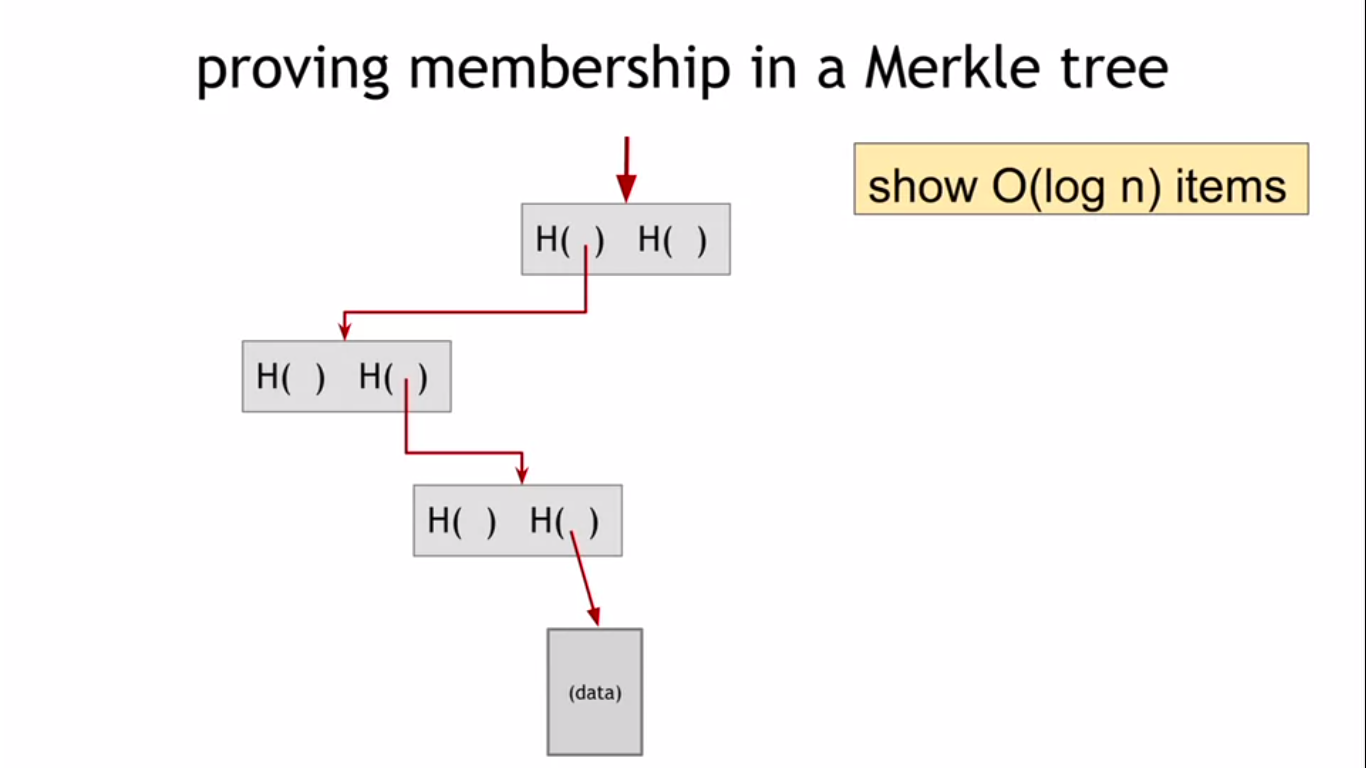 proving membership in a Merkle tree
show O(log n) items
H( ) H( )
H( ) H( )
H( ) H( )
(data)